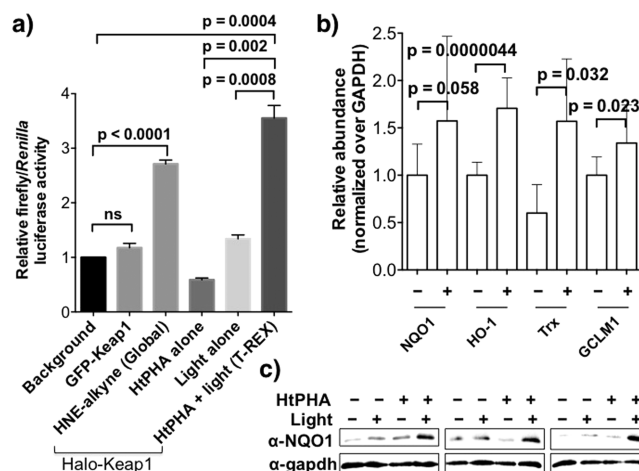 a)
p = 0.0004
p = 0.002
p = 0.0008
p < 0.0001
ns
Relative firefly/Renilla
luciferase activity
4
3
2
1
0
Background
GFP-Keap1
HNE-alkyne (Global)
HtPHA alone
Light alone
HtPHA + light (T-REX)
Halo-Keap1
b)
p = 0.0000044
p = 0.058
p = 0.032
p = 0.023
Relative abundance
(normalized over GAPDH)
2.5
2.0
1.5
1.0
0.5
0.0
− + − + − + − +
NQO1
HO-1
Trx
GCLM1
c)
HtPHA − − + + − − + + − − + +
Light − + − + − + − + − + − +
α-NQO1
α-gapdh